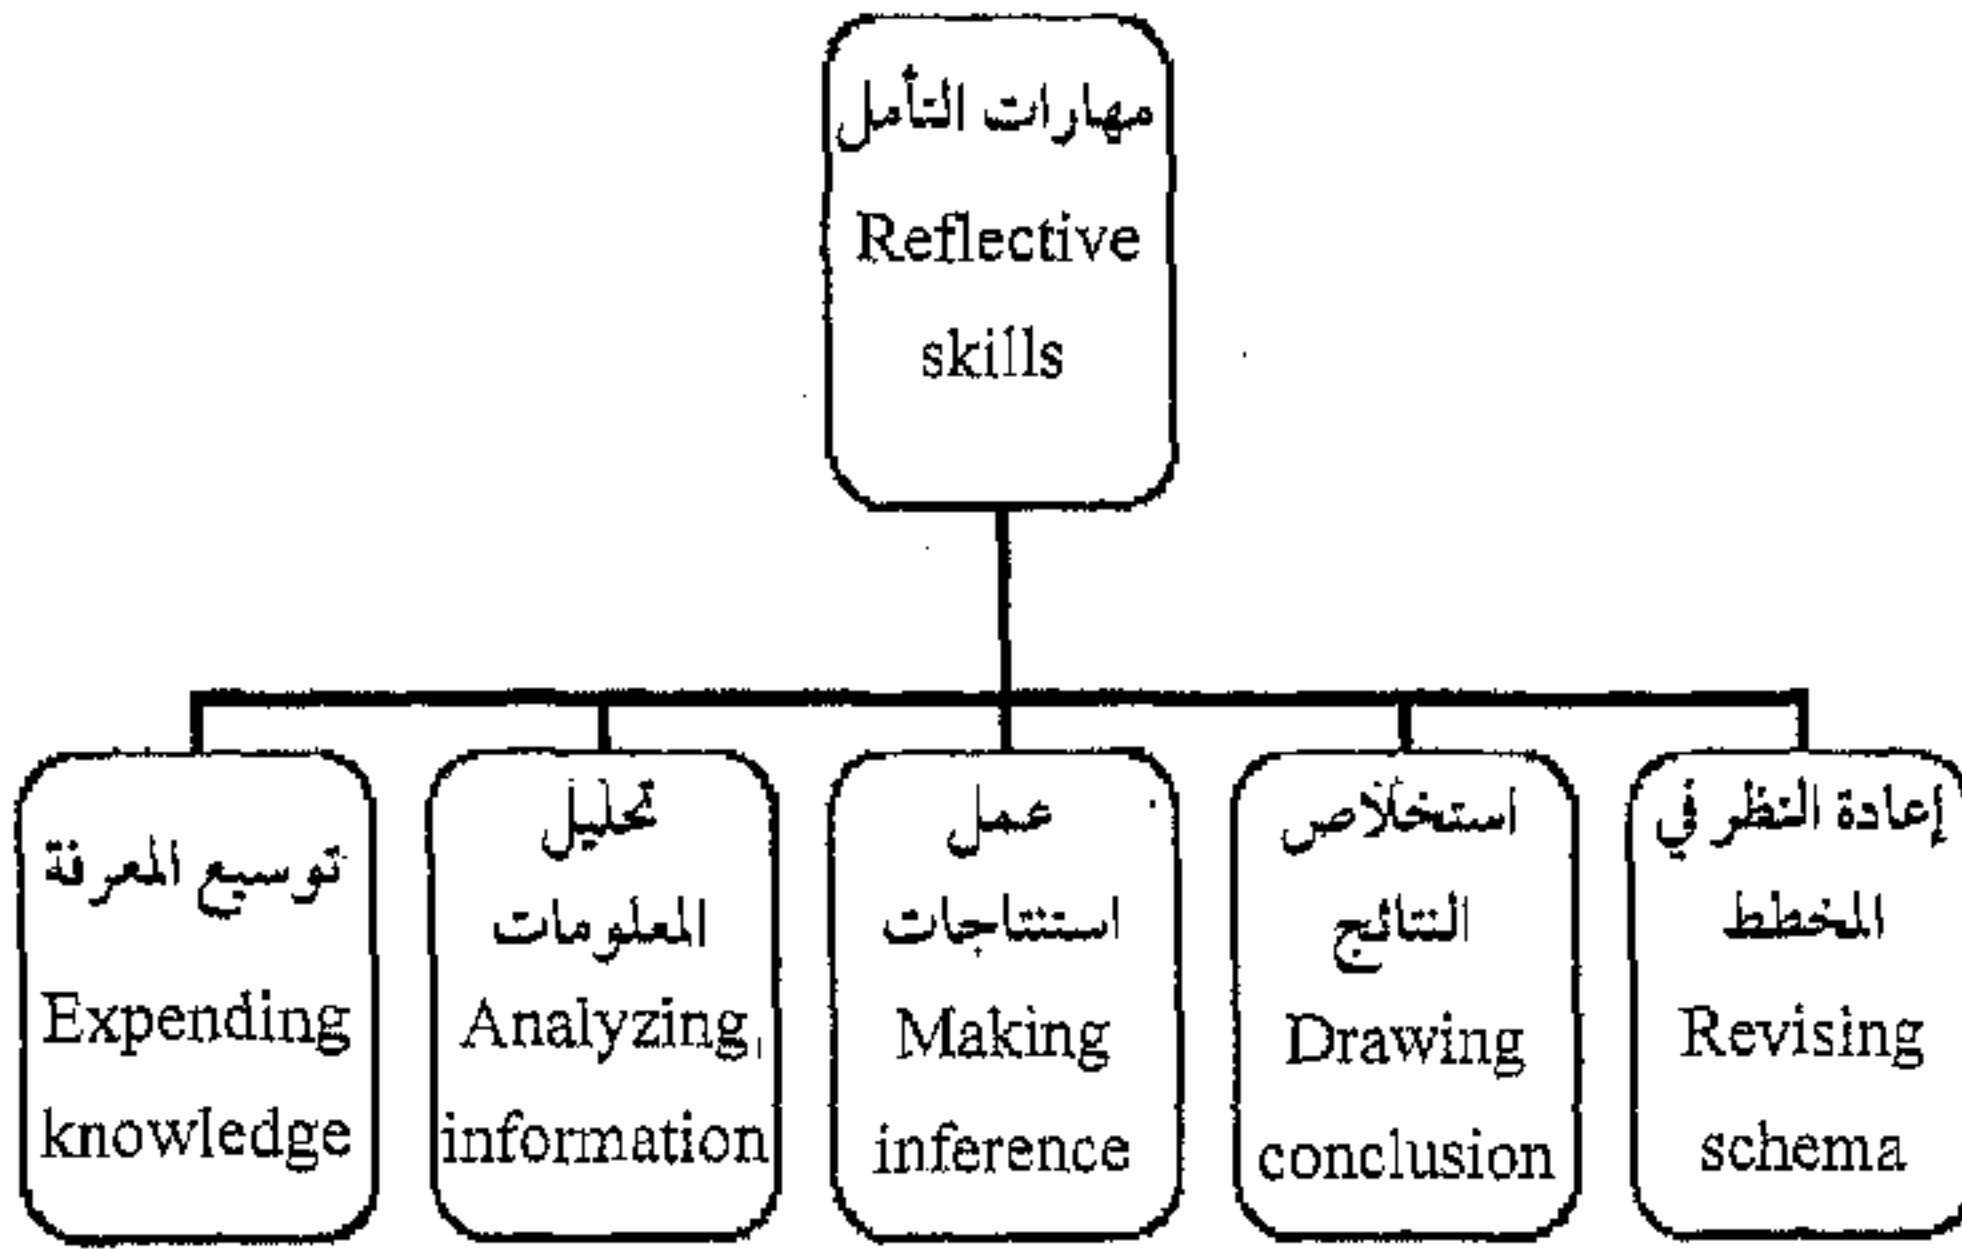 مهارات التأمل
Reflective
skills
إعادة النظر في
المخطط
Revising
schema
استخلاص
النتائج
Drawing
conclusion
عمل
استنتاجات
Making
inference
تحليل
المعلومات
Analyzing
information
توسيع المعرفة
Expending
knowledge